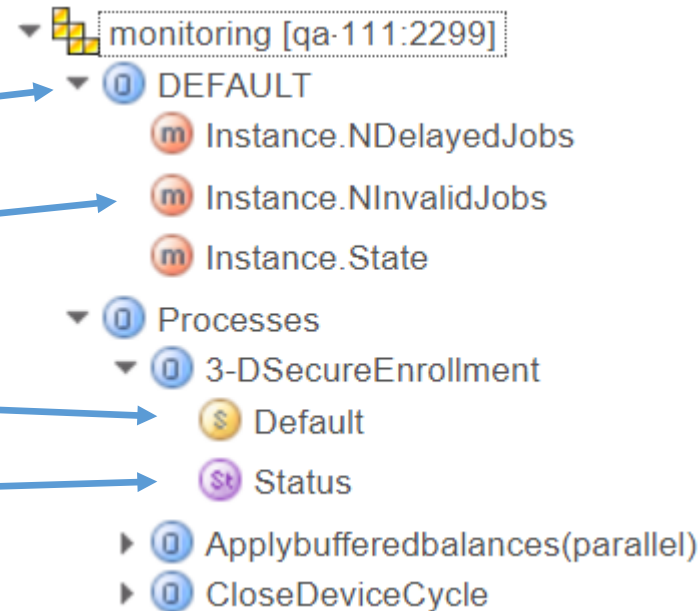 monitoring [qa-111:2299]
DEFAULT
Instance.NDelayedJobs
Instance.NInvalidJobs
Instance.State
Processes
3-DSecureEnrollment
Default
Status
Applybufferedbalances(parallel)
CloseDeviceCycle